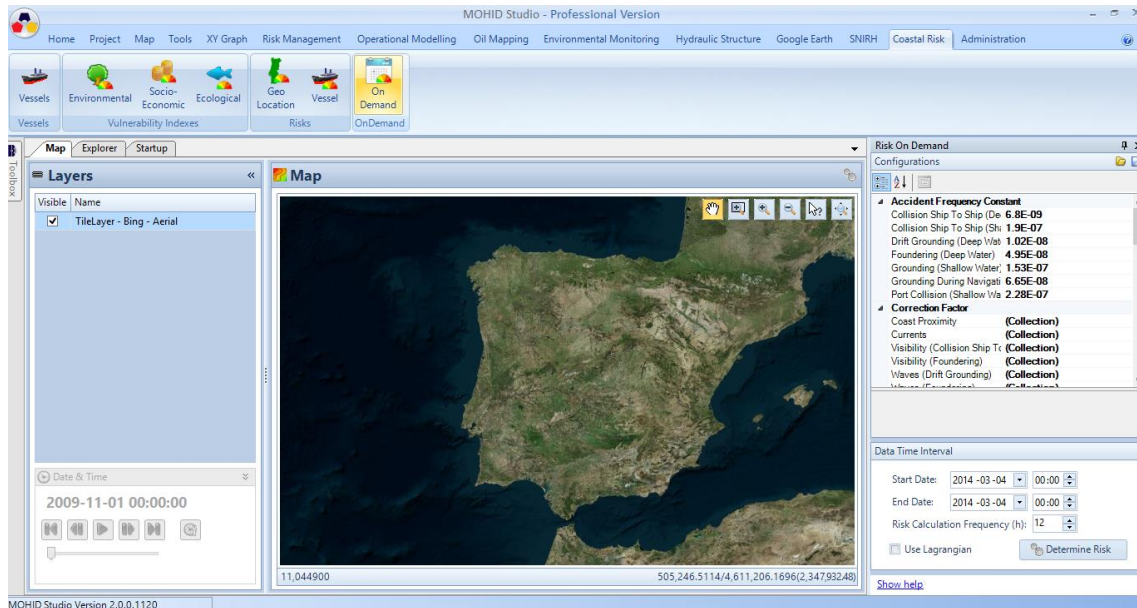 MOHID Studio - Professional Version
Home Project Map Tools XY Graph Risk Management Operational Modelling Oil Mapping Environmental Monitoring Hydraulic Structure Google Earth SNIRH Coastal Risk Administration
Vessels Environmental Socio-Economic Ecological Geo Location Vessel On Demand
Vessels Vulnerability Indexes Risks OnDemand
Toolbox
Map Explorer Startup
Layers
Visible Name
TileLayer - Bing - Aerial
Date & Time
2009-11-01 00:00:00
Map
11,044900 505,246.5114/4,611,206.1696(2,347,932.48)
Risk On Demand
Configurations
Accident Frequency Constant
Collision Ship To Ship (De 6.8E-09
Collision Ship To Ship (Sh 1.9E-07
Drift Grounding (Deep Wat 1.02E-08
Foundering (Deep Water) 4.95E-08
Grounding (Shallow Water) 1.53E-07
Grounding During Navigati 6.65E-08
Port Collision (Shallow Wa 2.28E-07
Correction Factor
Coast Proximity (Collection)
Currents (Collection)
Visibility (Collision Ship To (Collection)
Visibility (Foundering) (Collection)
Waves (Drift Grounding) (Collection)
Data Time Interval
Start Date: 2014 -03 -04 00:00
End Date: 2014 -03 -04 00:00
Risk Calculation Frequency (h): 12
Use Lagrangian Determine Risk
Show help
MOHID Studio Version 2.0.0.1120